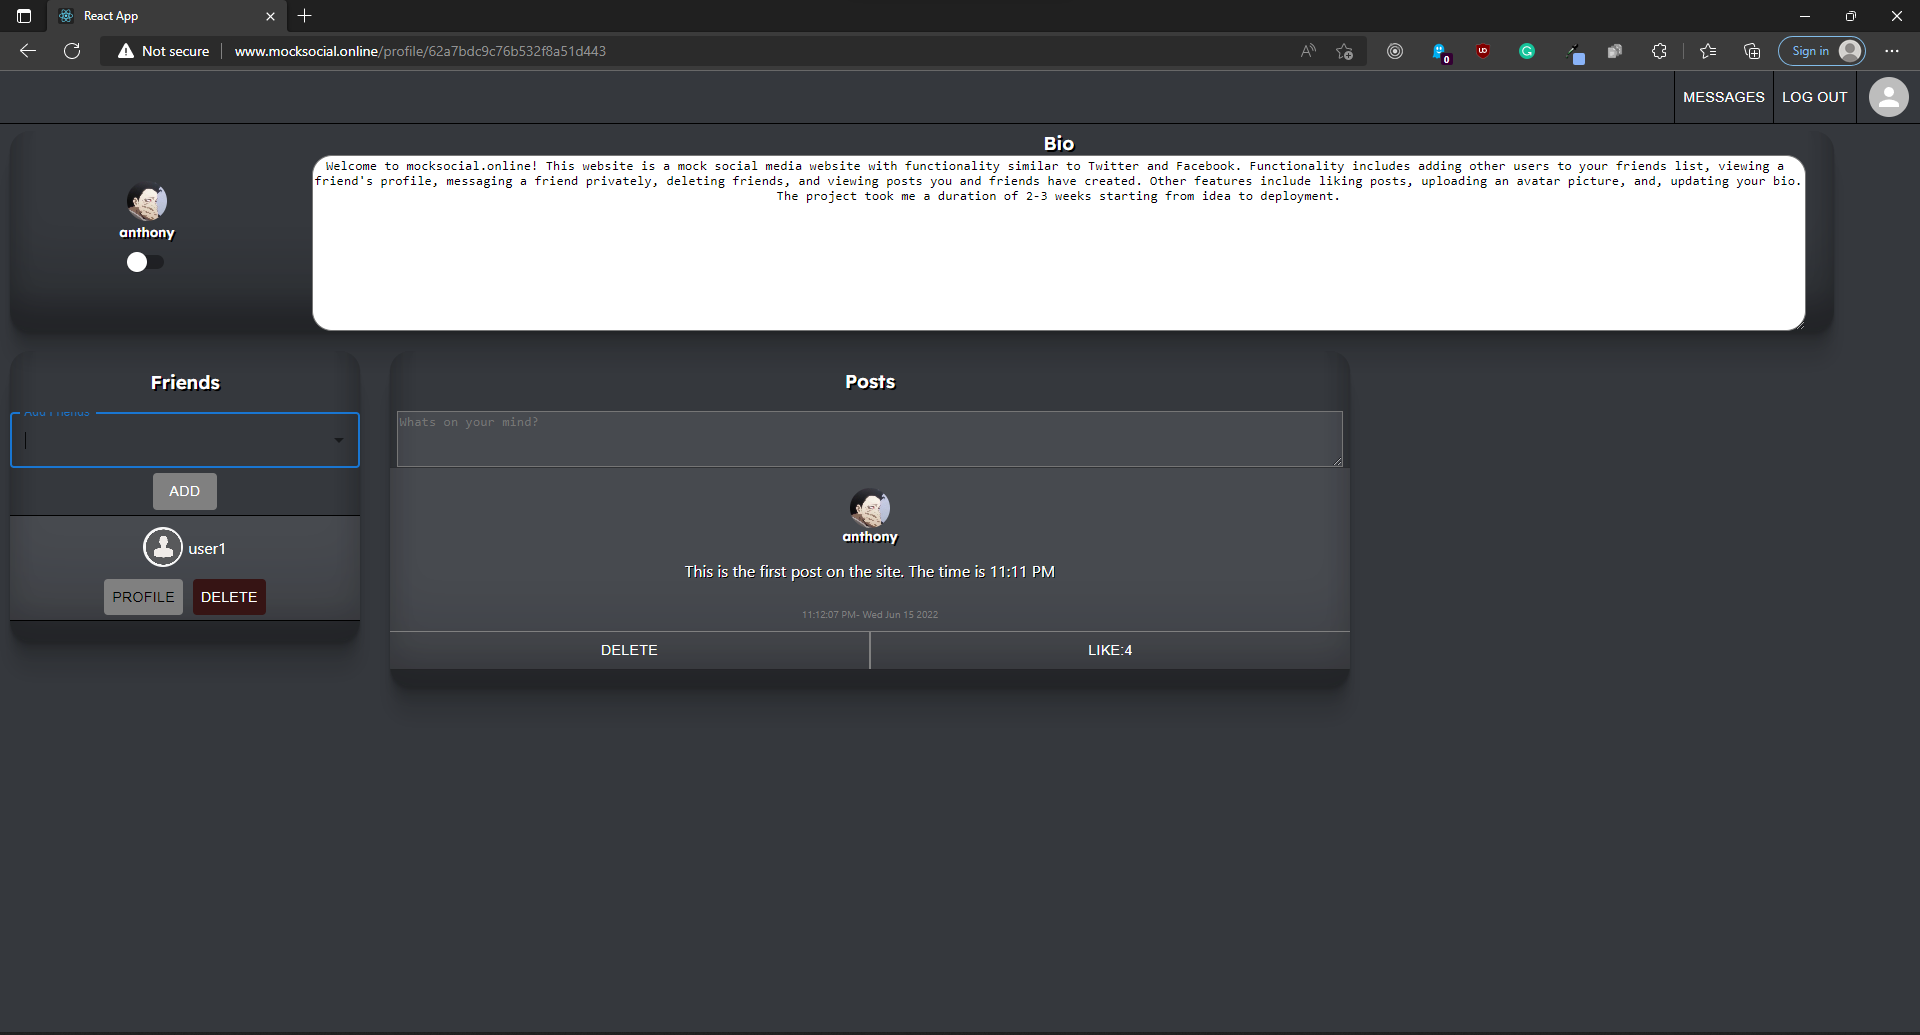 React App
Not secure
www.mocksocial.online/profile/62a7bdc9c76b532f8a51d443
0
Sign in
MESSAGES
LOG OUT
Bio
Welcome to mocksocial.online! This website is a mock social media website with functionality similar to Twitter and Facebook. Functionality includes adding other users to your friends list, viewing a
friend's profile, messaging a friend privately, deleting friends, and viewing posts you and friends have created. Other features include liking posts, uploading an avatar picture, and, updating your bio.
The project took me a duration of 2-3 weeks starting from idea to deployment.
anthony
Friends
Add Friends
ADD
user1
PROFILE
DELETE
Posts
Whats on your mind?
anthony
This is the first post on the site. The time is 11:11 PM
11:12:07 PM- Wed Jun 15 2022
DELETE
LIKE:4